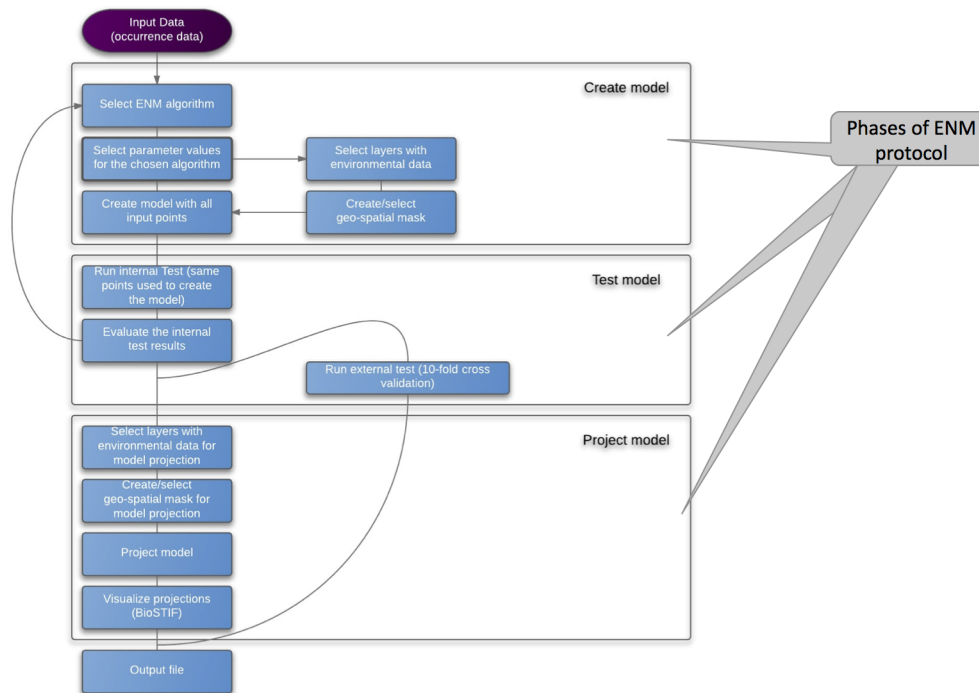 Input Data
(occurrence data)
Create model
Select ENM algorithm
Phases of ENM
protocol
Select parameter values
for the chosen algorithm
Select layers with
environmental data
Create model with all
input points
Create/select
geo-spatial mask
Run internal Test (same
points used to create
the model)
Test model
Evaluate the internal
test results
Run external test (10-fold cross
validation)
Project model
Select layers with
environmental data for
model projection
Create/select
geo-spatial mask for
model projection
Project model
Visualize projections
(BioSTIF)
Output file